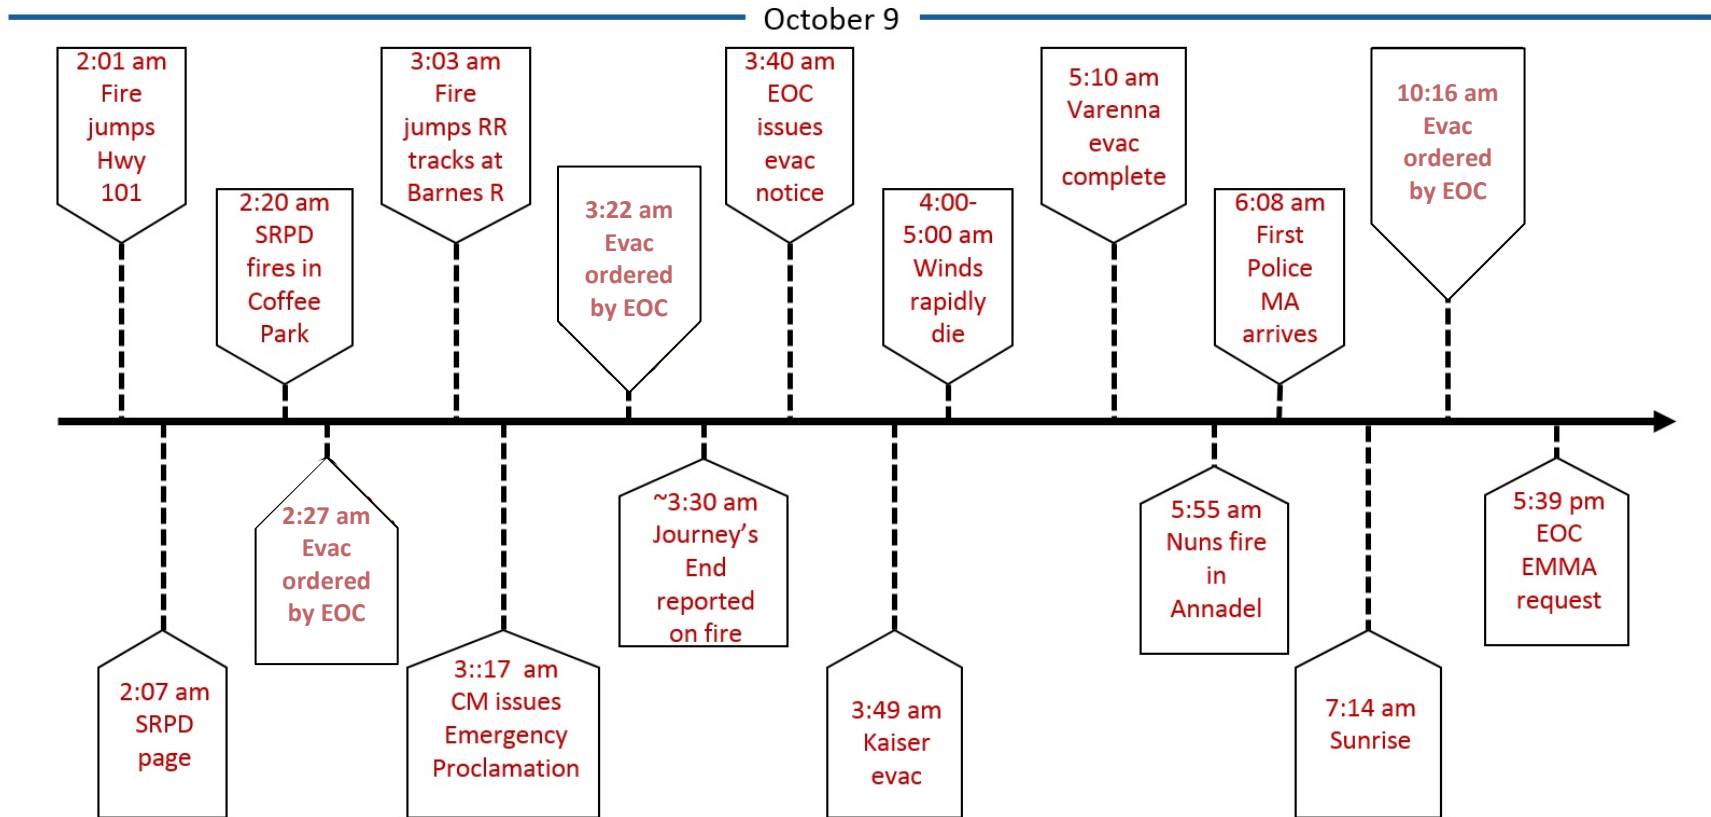 October 9
2:01 am
Fire
jumps
Hwy
101
2:20 am
SRPD
fires in
Coffee
Park
3:03 am
Fire
jumps RR
tracks at
Barnes R
3:22 am
Evac
ordered
by EOC
3:40 am
EOC
issues
evac
notice
4:00-
5:00 am
Winds
rapidly
die
5:10 am
Varenna
evac
complete
6:08 am
First
Police
MA
arrives
10:16 am
Evac
ordered
by EOC
2:07 am
SRPD
page
2:27 am
Evac
ordered
by EOC
3::17 am
CM issues
Emergency
Proclamation
~3:30 am
Journey’s
End
reported
on fire
3:49 am
Kaiser
evac
5:55 am
Nuns fire
in
Annadel
7:14 am
Sunrise
5:39 pm
EOC
EMMA
request